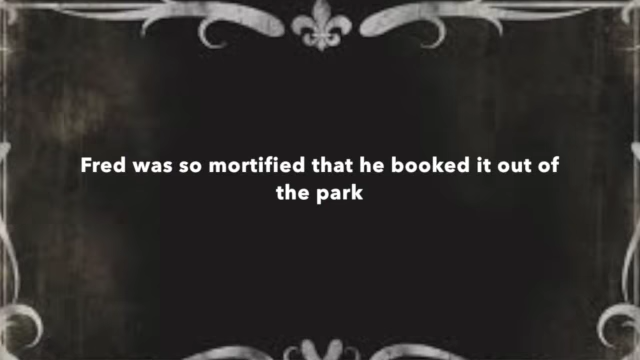 Fred was so mortified that he booked it out of
the park